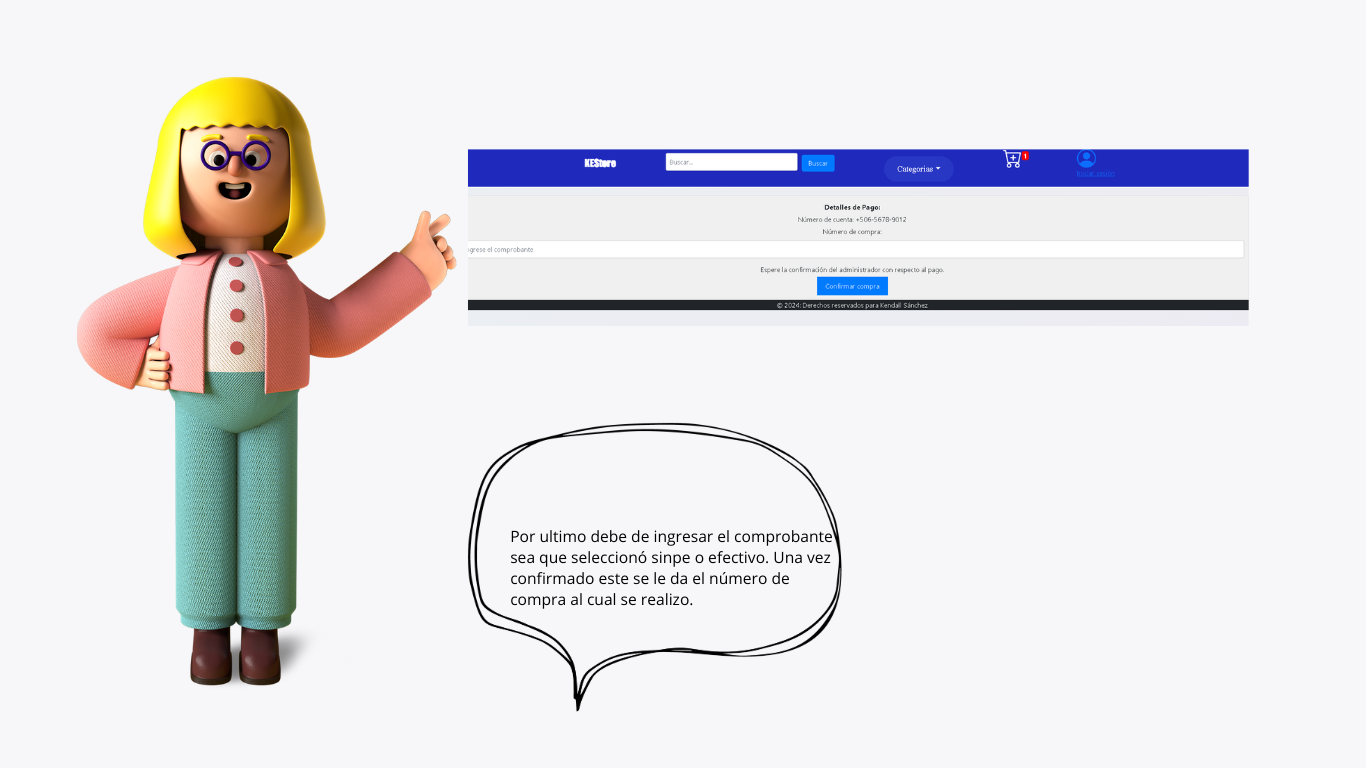 KEStore
Buscar...
Buscar
Categorias
1
Iniciar sesión
Detalles de Pago:
Número de cuenta: +506-5678-9012
Número de compra:
ngrese el comprobante
Espere la confirmación del administrador con respecto al pago.
Confirmar compra
© 2024: Derechos reservados para Kendall Sánchez
Por ultimo debe de ingresar el comprobante
sea que seleccionó sinpe o efectivo. Una vez
confirmado este se le da el número de
compra al cual se realizo.